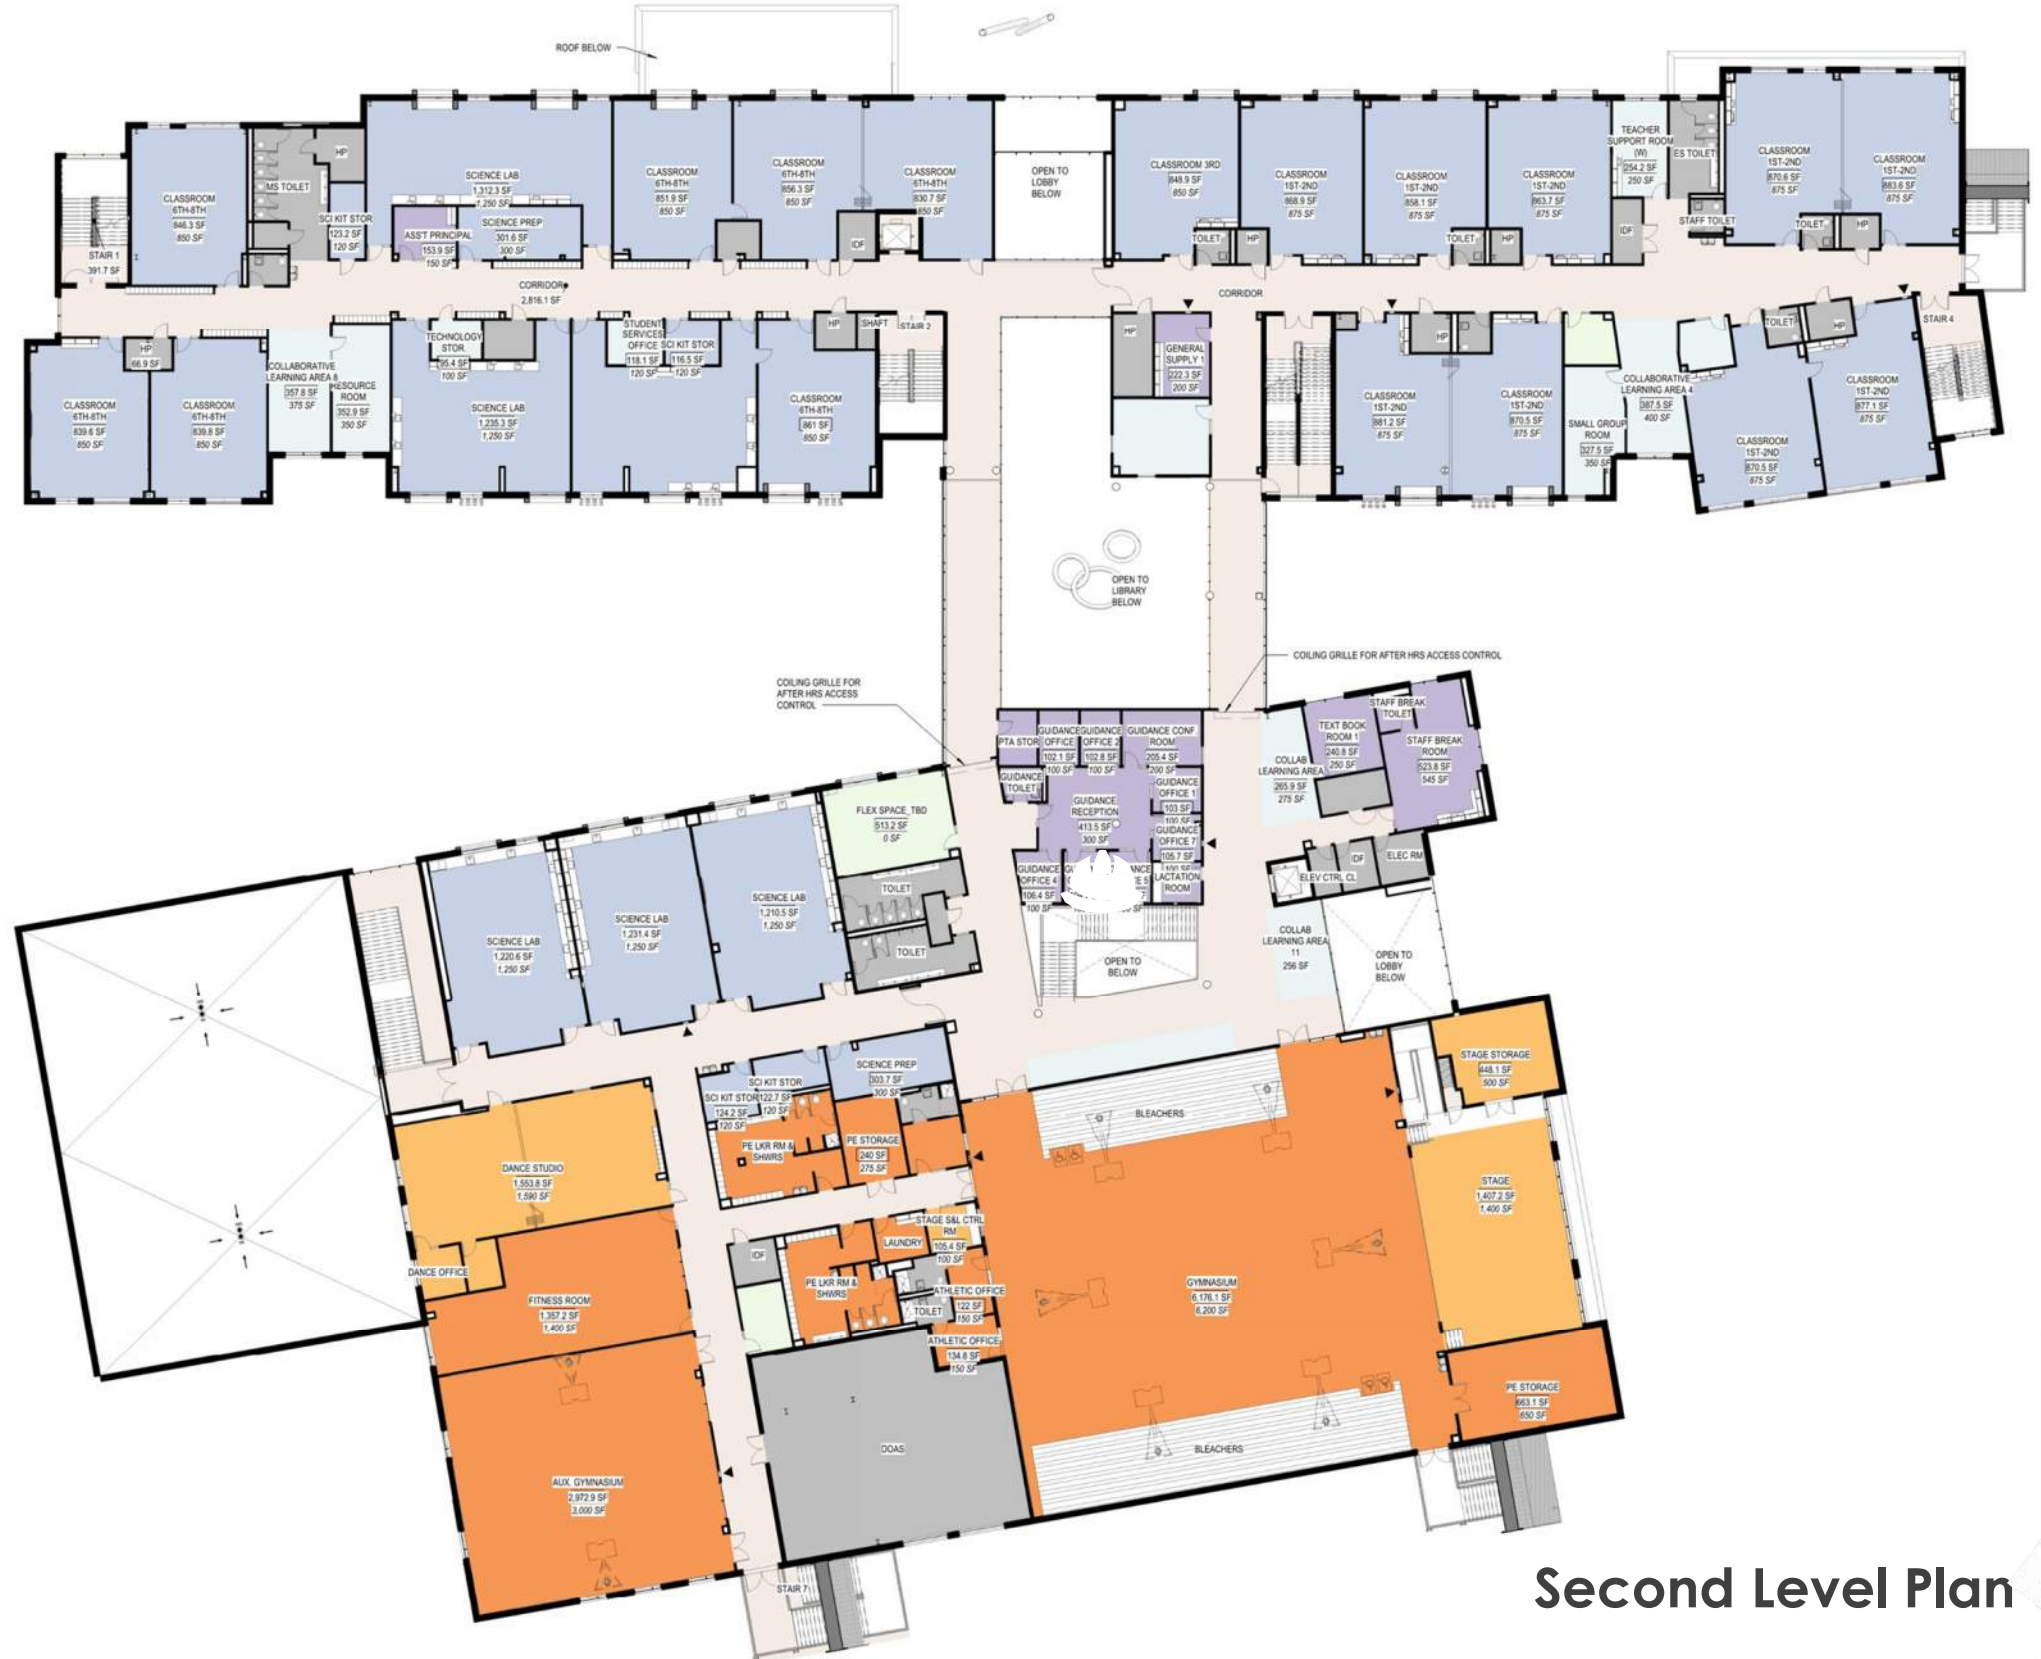 ROOF BELOW
CLASSROOM
6TH-8TH
846.3 SF
850 SF
MS TOILET
HP
SCI KIT STOR
123.2 SF
120 SF
STAIR 1
391.7 SF
SCIENCE LAB
1,312.3 SF
1,250 SF
ASS'T PRINCIPAL
153.9 SF
150 SF
SCIENCE PREP
301.6 SF
300 SF
CLASSROOM
6TH-8TH
851.9 SF
850 SF
CLASSROOM
6TH-8TH
856.3 SF
850 SF
IDF
CLASSROOM
6TH-8TH
830.7 SF
850 SF
OPEN TO
LOBBY
BELOW
CLASSROOM 3RD
848.9 SF
850 SF
TOILET
HP
CLASSROOM
1ST-2ND
868.9 SF
875 SF
CLASSROOM
1ST-2ND
858.1 SF
875 SF
TOILET
HP
CLASSROOM
1ST-2ND
863.7 SF
875 SF
TEACHER
SUPPORT ROOM
(W)
254.2 SF
250 SF
IDF
ES TOILET
STAFF TOILET
CLASSROOM
1ST-2ND
870.6 SF
875 SF
TOILET
HP
CLASSROOM
1ST-2ND
863.6 SF
875 SF
CORRIDOR
2,816.1 SF
CORRIDOR
CLASSROOM
6TH-8TH
839.6 SF
850 SF
HP
66.9 SF
CLASSROOM
6TH-8TH
839.8 SF
850 SF
COLLABORATIVE
LEARNING AREA 8
357.8 SF
375 SF
RESOURCE
ROOM
352.9 SF
350 SF
TECHNOLOGY
STOR.
95.4 SF
100 SF
SCIENCE LAB
1,235.3 SF
1,250 SF
STUDENT
SERVICES
OFFICE
118.1 SF
120 SF
SCI KIT STOR
116.5 SF
120 SF
CLASSROOM
6TH-8TH
861 SF
850 SF
HP
SHAFT
STAIR 2
HP
GENERAL
SUPPLY 1
222.3 SF
200 SF
CLASSROOM
1ST-2ND
881.2 SF
875 SF
HP
CLASSROOM
1ST-2ND
870.5 SF
875 SF
SMALL GROUP
ROOM
327.5 SF
350 SF
COLLABORATIVE
LEARNING AREA 4
387.5 SF
400 SF
TOILET
HP
CLASSROOM
1ST-2ND
870.5 SF
875 SF
CLASSROOM
1ST-2ND
877.1 SF
875 SF
STAIR 4
OPEN TO
LIBRARY
BELOW
COILING GRILLE FOR AFTER HRS ACCESS CONTROL
COILING GRILLE FOR
AFTER HRS ACCESS
CONTROL
PTA STOR
GUIDANCE
OFFICE
102.1 SF
100 SF
GUIDANCE
OFFICE 2
102.8 SF
100 SF
GUIDANCE CONF
ROOM
205.4 SF
200 SF
GUIDANCE
TOILET
GUIDANCE
RECEPTION
413.5 SF
300 SF
GUIDANCE
OFFICE 1
103 SF
100 SF
GUIDANCE
OFFICE 7
105.7 SF
100 SF
GUIDANCE
OFFICE 4
106.4 SF
100 SF
LACTATION
ROOM
COLLAB
LEARNING AREA
265.9 SF
275 SF
TEXT BOOK
ROOM 1
240.8 SF
250 SF
STAFF BREAK
TOILET
STAFF BREAK
ROOM
523.8 SF
545 SF
ELEV CTRL CL
IDF
ELEC RM
COLLAB
LEARNING AREA
11
256 SF
OPEN TO
LOBBY
BELOW
OPEN TO
BELOW
FLEX SPACE_TBD
513.2 SF
0 SF
TOILET
TOILET
SCIENCE LAB
1,220.6 SF
1,250 SF
SCIENCE LAB
1,231.4 SF
1,250 SF
SCIENCE LAB
1,210.5 SF
1,250 SF
SCI KIT STOR
124.2 SF
120 SF
SCI KIT STOR
122.7 SF
120 SF
SCIENCE PREP
303.7 SF
300 SF
PE LKR RM &
SHWRS
PE STORAGE
240 SF
275 SF
DANCE STUDIO
1,553.8 SF
1,590 SF
DANCE OFFICE
FITNESS ROOM
1,357.2 SF
1,400 SF
AUX. GYMNASIUM
2,972.9 SF
3,000 SF
IDF
PE LKR RM &
SHWRS
LAUNDRY
STAGE S&L CTRL
RM
105.4 SF
100 SF
TOILET
ATHLETIC OFFICE
122 SF
150 SF
ATHLETIC OFFICE
134.8 SF
150 SF
DOAS
BLEACHERS
GYMNASIUM
6,176.1 SF
6,200 SF
BLEACHERS
STAGE STORAGE
448.1 SF
500 SF
STAGE
1,407.2 SF
1,400 SF
PE STORAGE
663.1 SF
650 SF
STAIR 7
Second Level Plan